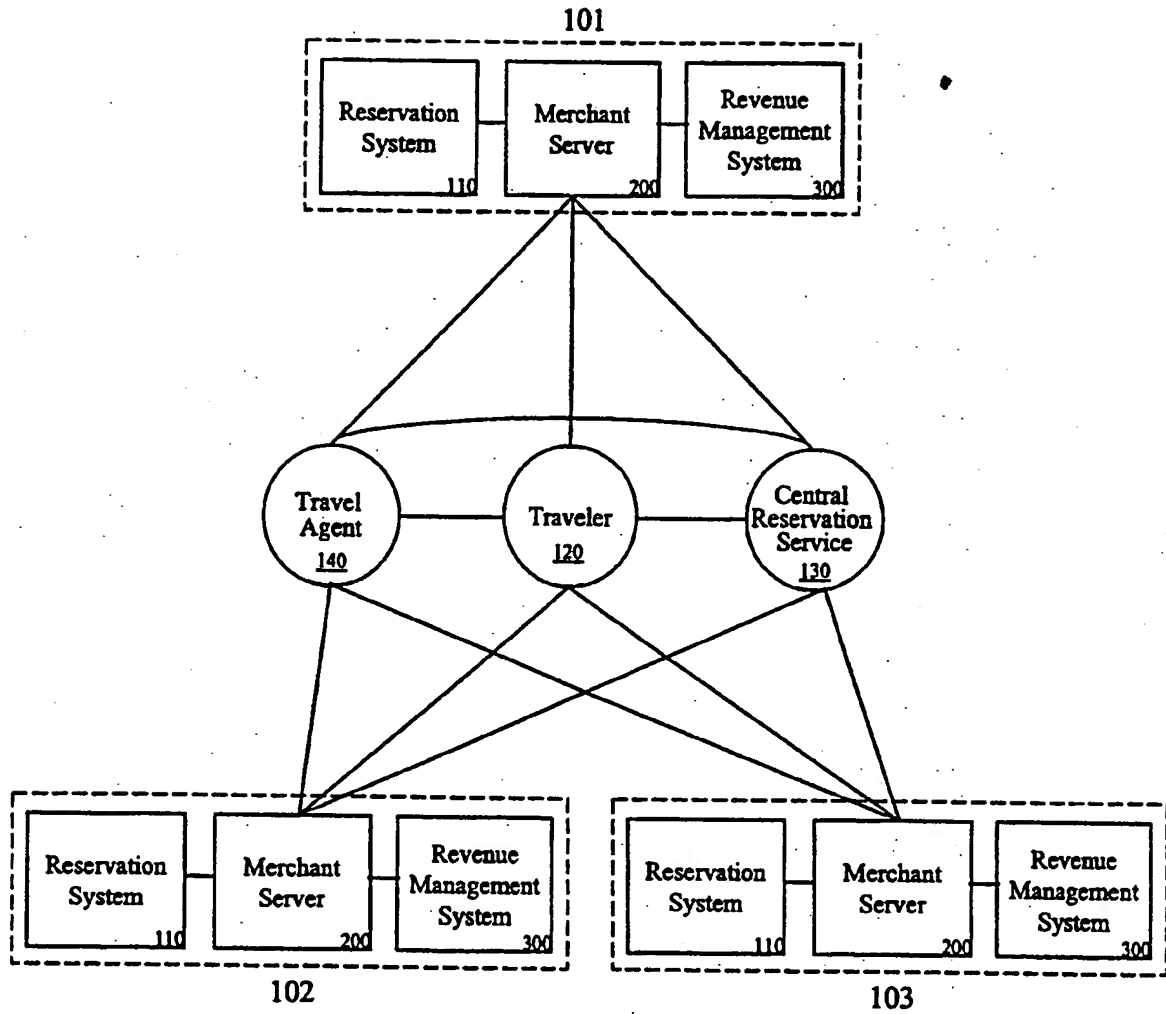 101
Reservation
System
110
Merchant
Server
200
Revenue
Management
System
300
Travel
Agent
140
Traveler
120
Central
Reservation
Service
130
Reservation
System
110
Merchant
Server
200
Revenue
Management
System
300
102
Reservation
System
110
Merchant
Server
200
Revenue
Management
System
300
103